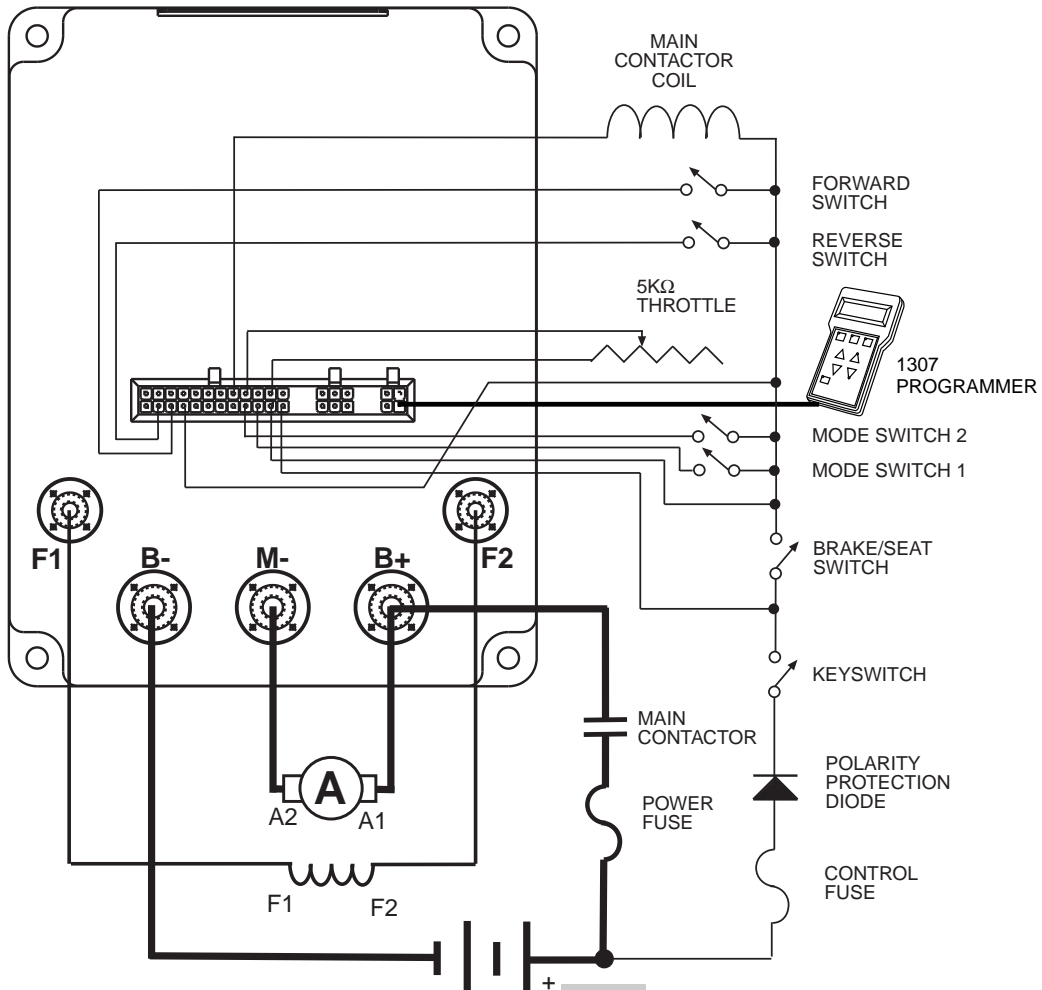 MAIN
CONTACTOR
COIL
FORWARD
SWITCH
REVERSE
SWITCH
5KΩ
THROTTLE
1307
PROGRAMMER
MODE SWITCH 2
MODE SWITCH 1
F1
B-
M-
B+
F2
BRAKE/SEAT
SWITCH
KEYSWITCH
MAIN
CONTACTOR
POLARITY
PROTECTION
DIODE
A
A2
A1
POWER
FUSE
CONTROL
FUSE
F1
F2
+